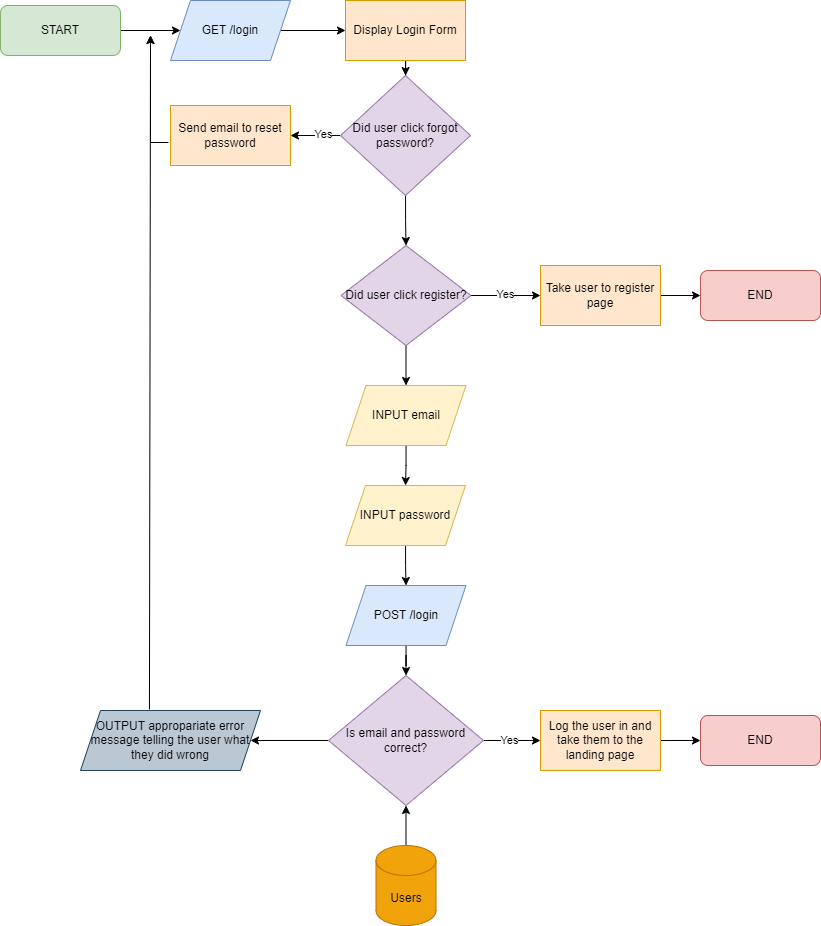 START
GET /login
Display Login Form
Send email to reset
password
Yes
Did user click forgot
password?
Did user click register?
Yes
Take user to register
page
END
INPUT email
INPUT password
POST /login
OUTPUT appropariate error
message telling the user what
they did wrong
Is email and password
correct?
Yes
Log the user in and
take them to the
landing page
END
Users